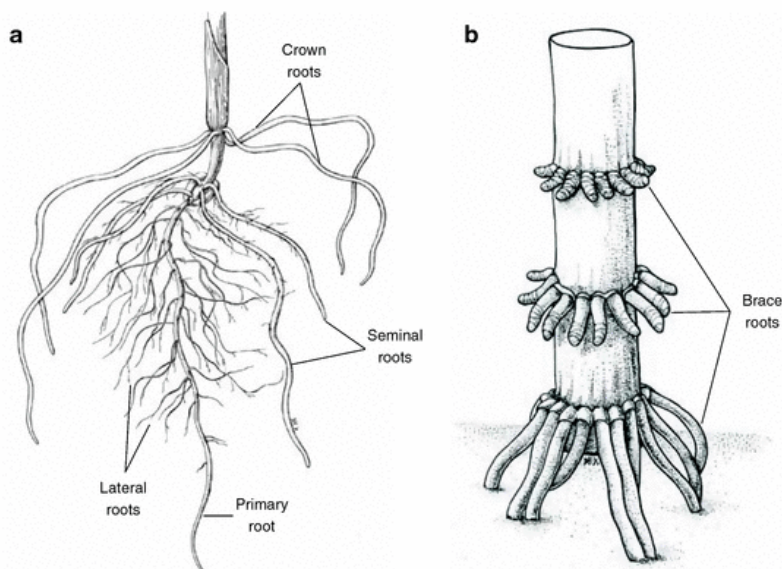 a
Crown
roots
Seminal
roots
Lateral
roots
Primary
root
b
Brace
roots